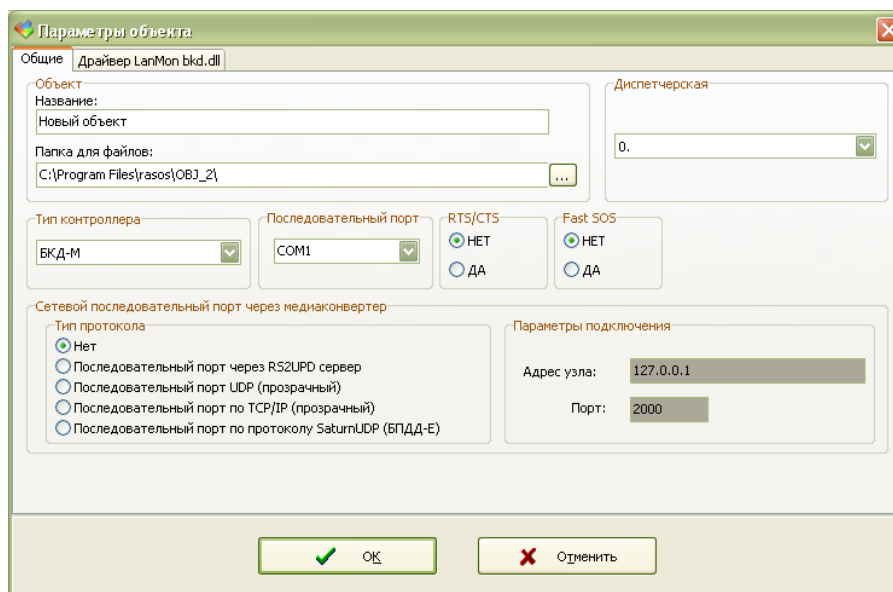 Параметры объекта
Общие
Драйвер LanMon bkd.dll
Объект
Название:
Новый объект
Папка для файлов:
C:\Program Files\rasos\OBJ_2\
...
Диспетчерская
0.
Тип контроллера
БКД-М
Последовательный порт
COM1
RTS/CTS
НЕТ
ДА
Fast SOS
НЕТ
ДА
Сетевой последовательный порт через медиаконвертер
Тип протокола
Нет
Последовательный порт через RS2UPD сервер
Последовательный порт UDP (прозрачный)
Последовательный порт по TCP/IP (прозрачный)
Последовательный порт по протоколу SaturnUDP (БПДД-Е)
Параметры подключения
Адрес узла:
127.0.0.1
Порт:
2000
OK
Отменить